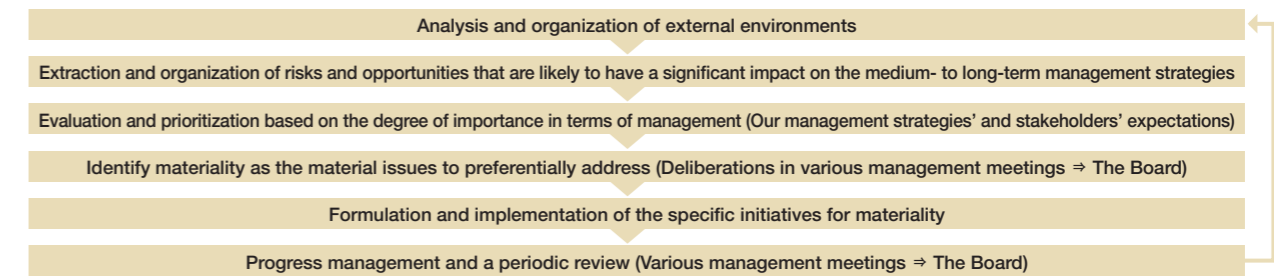 Analysis and organization of external environments
Extraction and organization of risks and opportunities that are likely to have a significant impact on the medium- to long-term management strategies
Evaluation and prioritization based on the degree of importance in terms of management (Our management strategies' and stakeholders' expectations)
Identify materiality as the material issues to preferentially address (Deliberations in various management meetings ⇒ The Board)
Formulation and implementation of the specific initiatives for materiality
Progress management and a periodic review (Various management meetings ⇒ The Board)